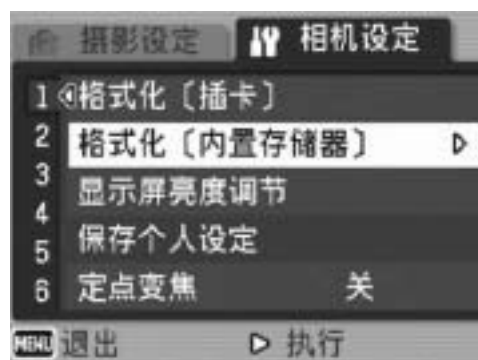 摄影设定 相机设定
1 格式化〔插卡〕
2 格式化〔内置存储器〕
3 显示屏亮度调节
4
5 保存个人设定
6 定点变焦 关
MENU 退出 执行